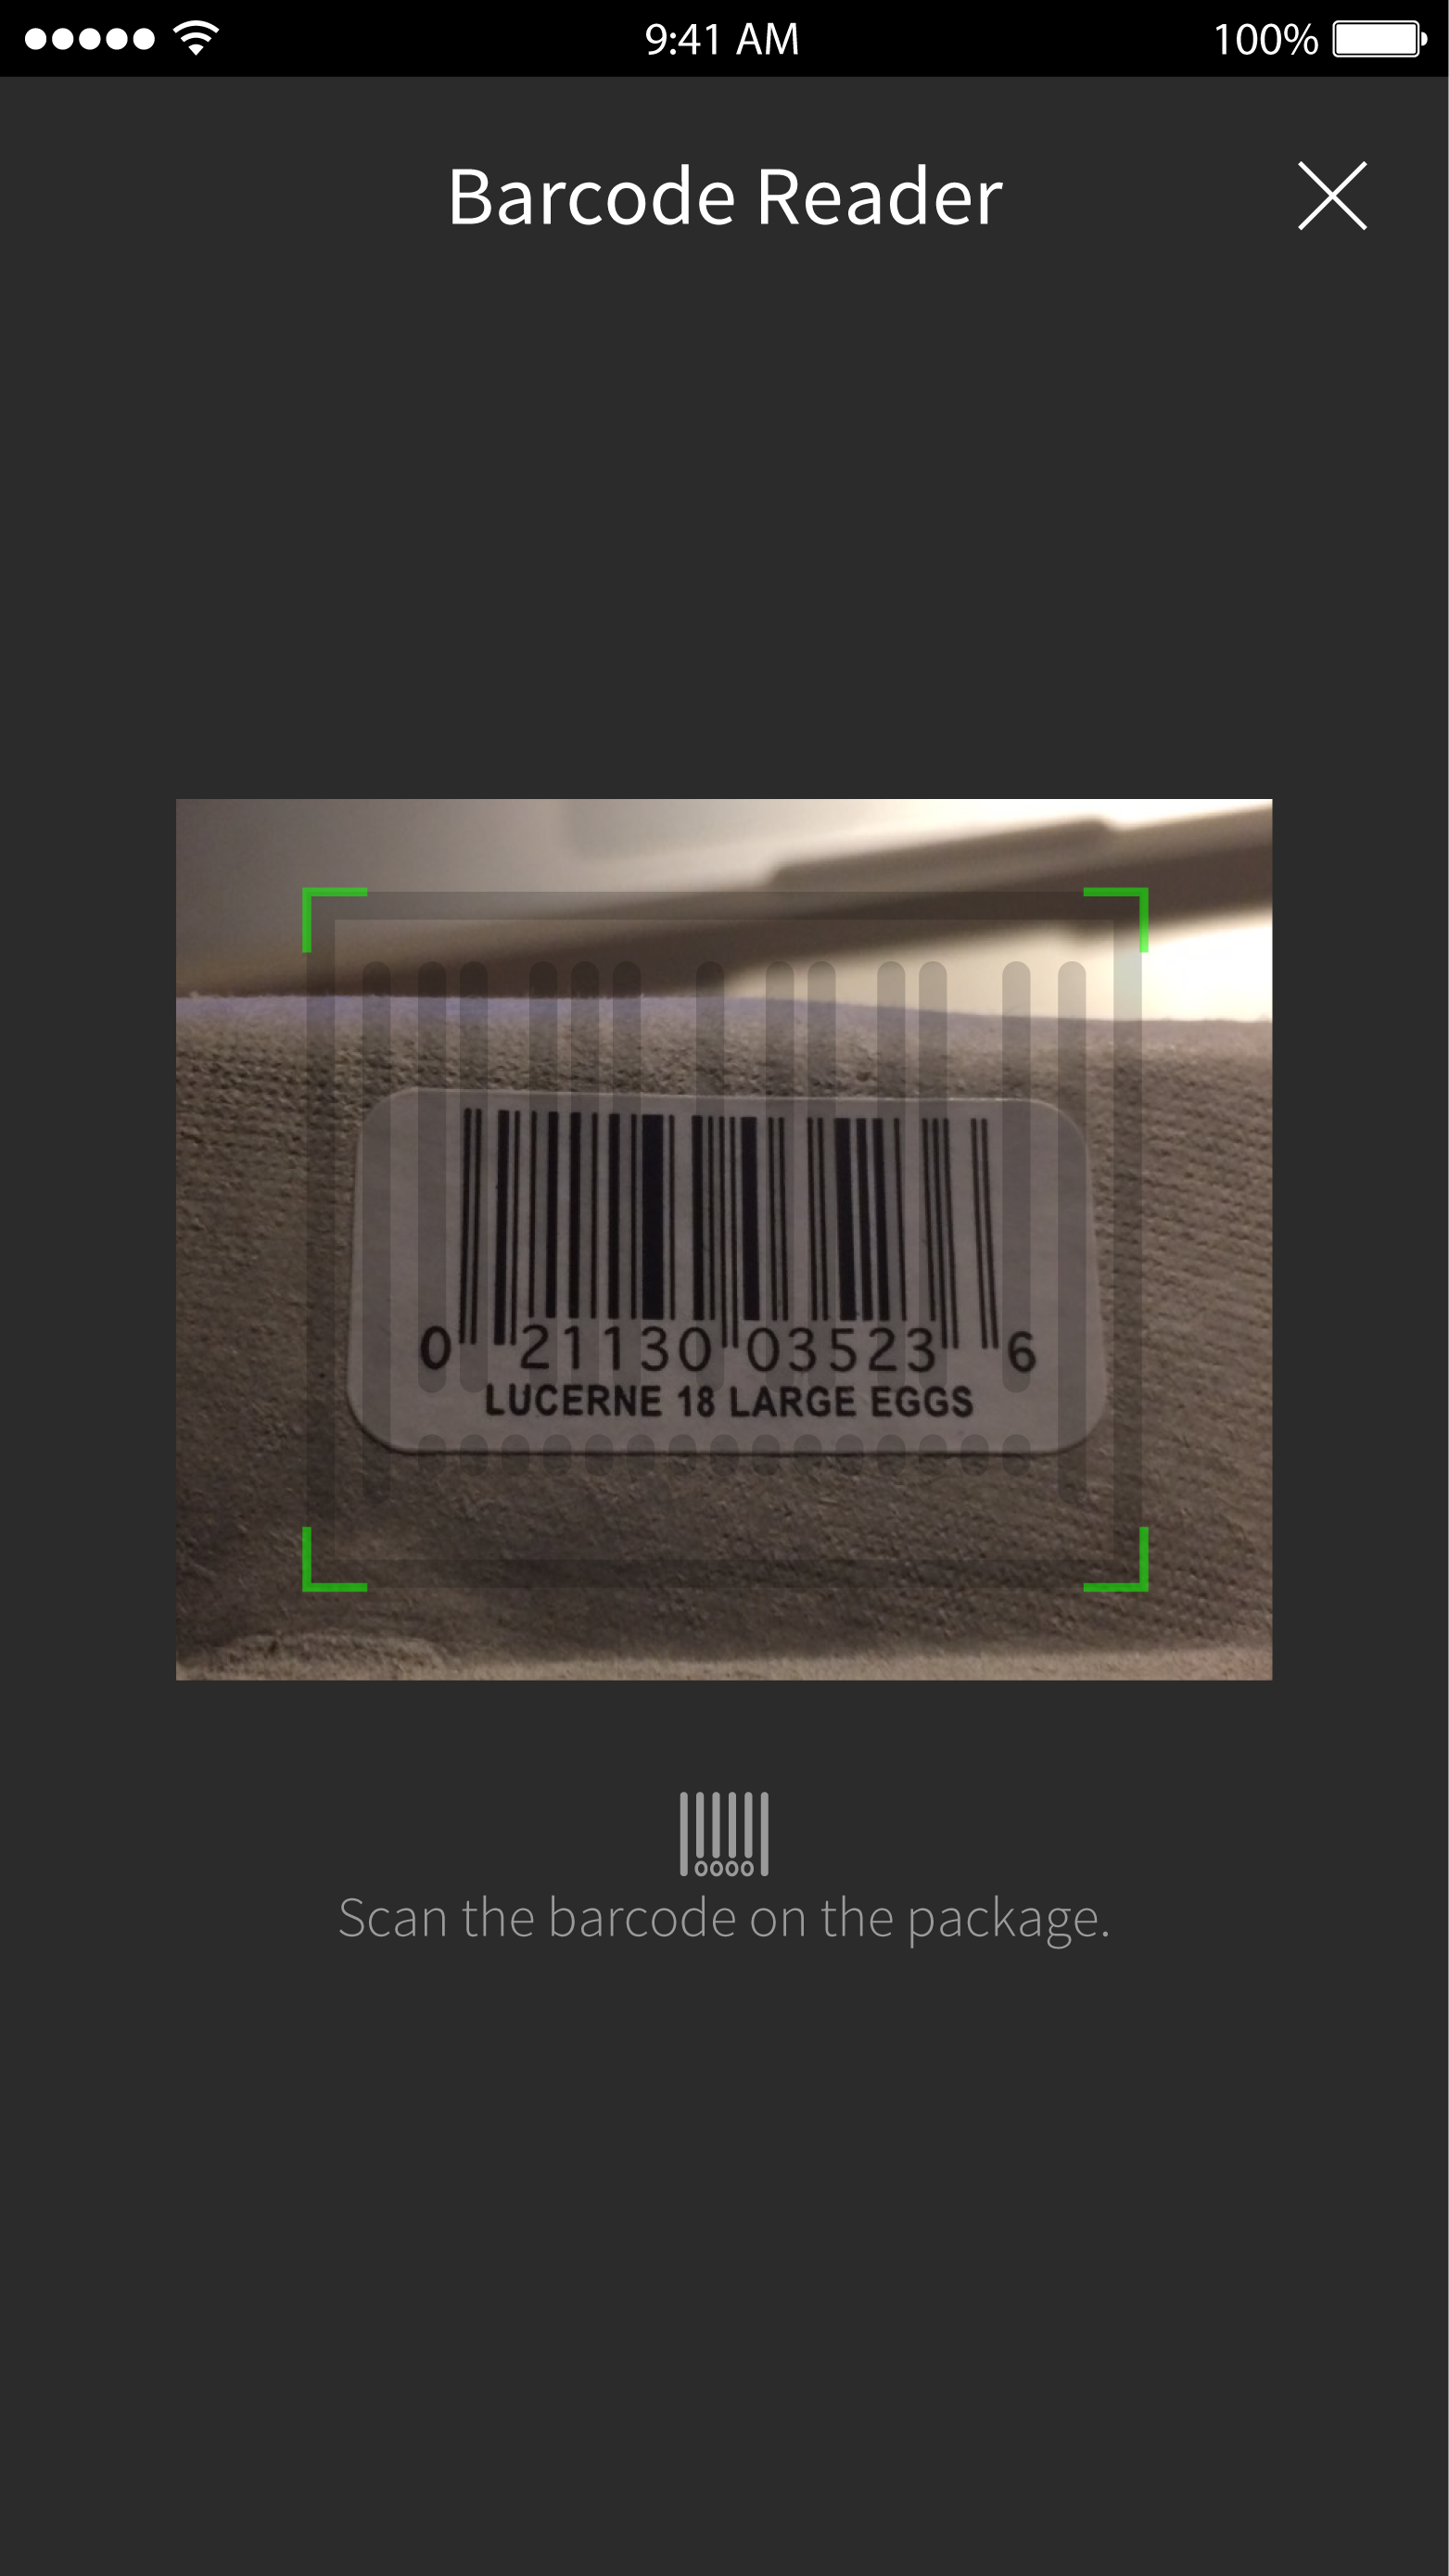 9:41 AM 100%
Barcode Reader
0 21130 03523 6
LUCERNE 18 LARGE EGGS
Scan the barcode on the package.